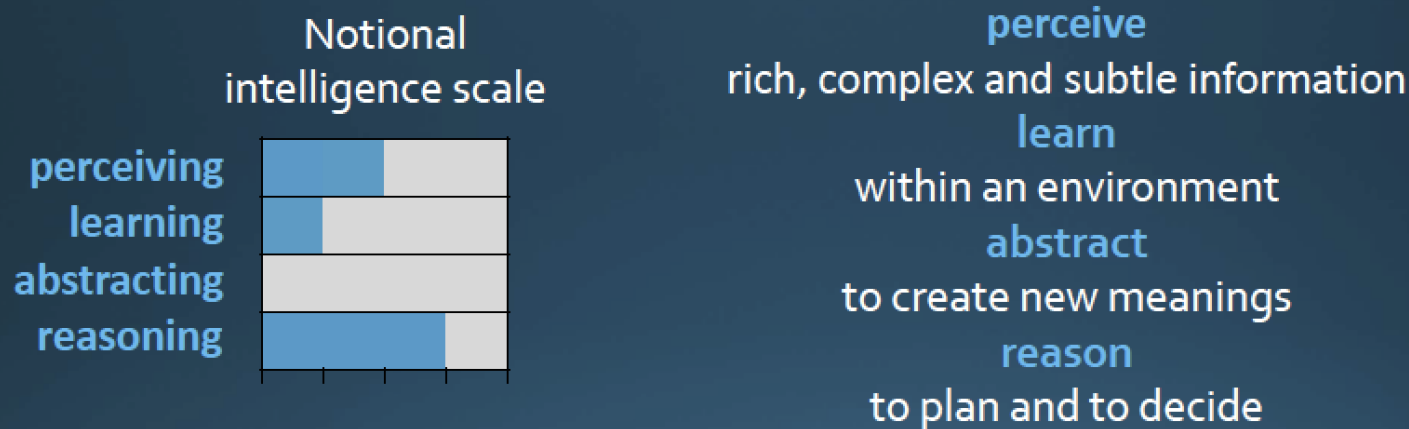 Notional
intelligence scale
perceiving
learning
abstracting
reasoning
perceive
rich, complex and subtle information
learn
within an environment
abstract
to create new meanings
reason
to plan and to decide